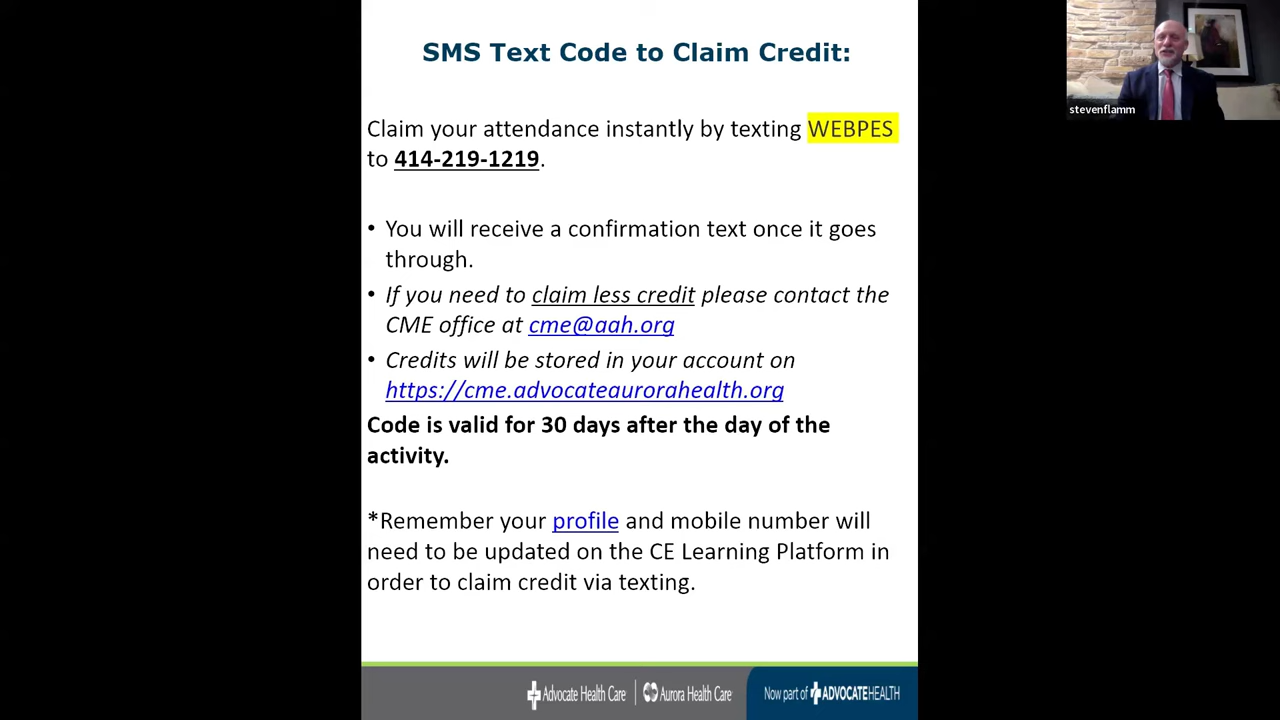 SMS Text Code to Claim Credit:
stevenflamm
Claim your attendance instantly by texting WEBPES
to 414-219-1219.
• You will receive a confirmation text once it goes
through.
• If you need to claim less credit please contact the
CME office at cme@aah.org
• Credits will be stored in your account on
https://cme.advocateaurorahealth.org
Code is valid for 30 days after the day of the
activity.
*Remember your profile and mobile number will
need to be updated on the CE Learning Platform in
order to claim credit via texting.
Advocate Health Care | Aurora Health Care Now part of ADVOCATEHEALTH